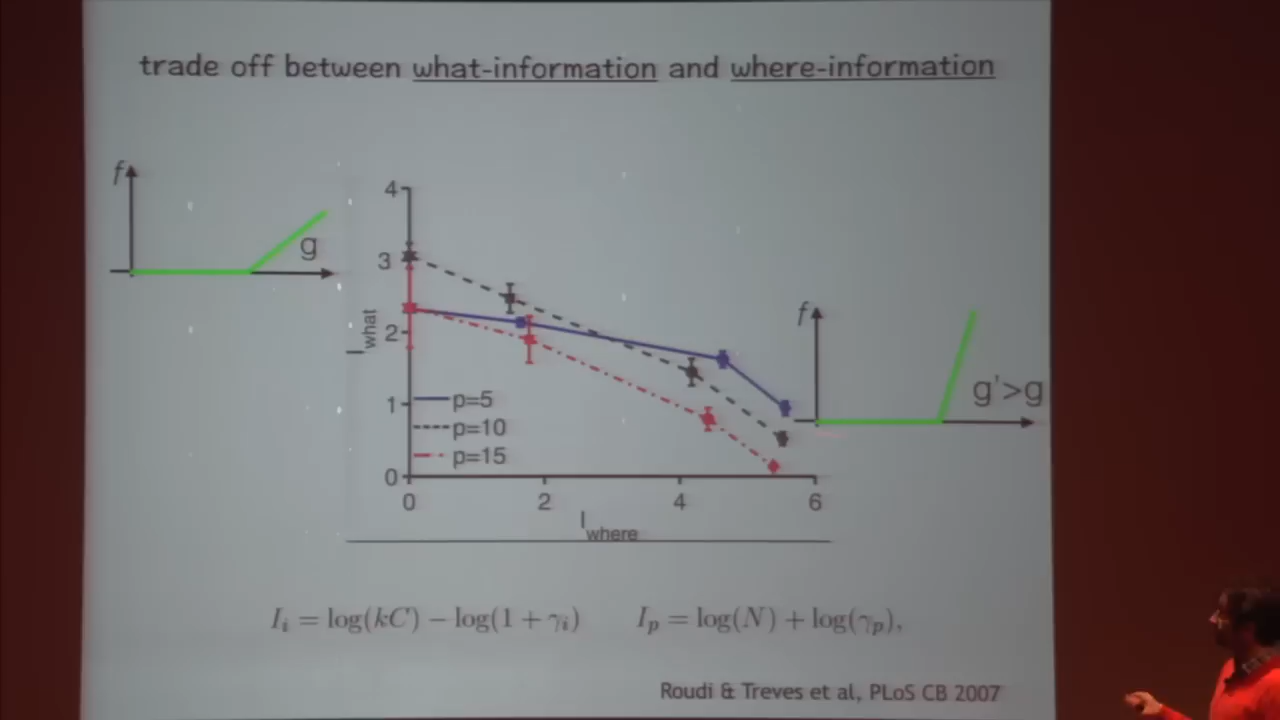 trade off between what-information and where-information
f
g
4
3
2
1
0
I what
p=5
p=10
p=15
0 2 4 6
I where
f
g'>g
I_i = log(kC) − log(1 + γ_i) I_p = log(N) + log(γ_p),
Roudi & Treves et al, PLoS CB 2007